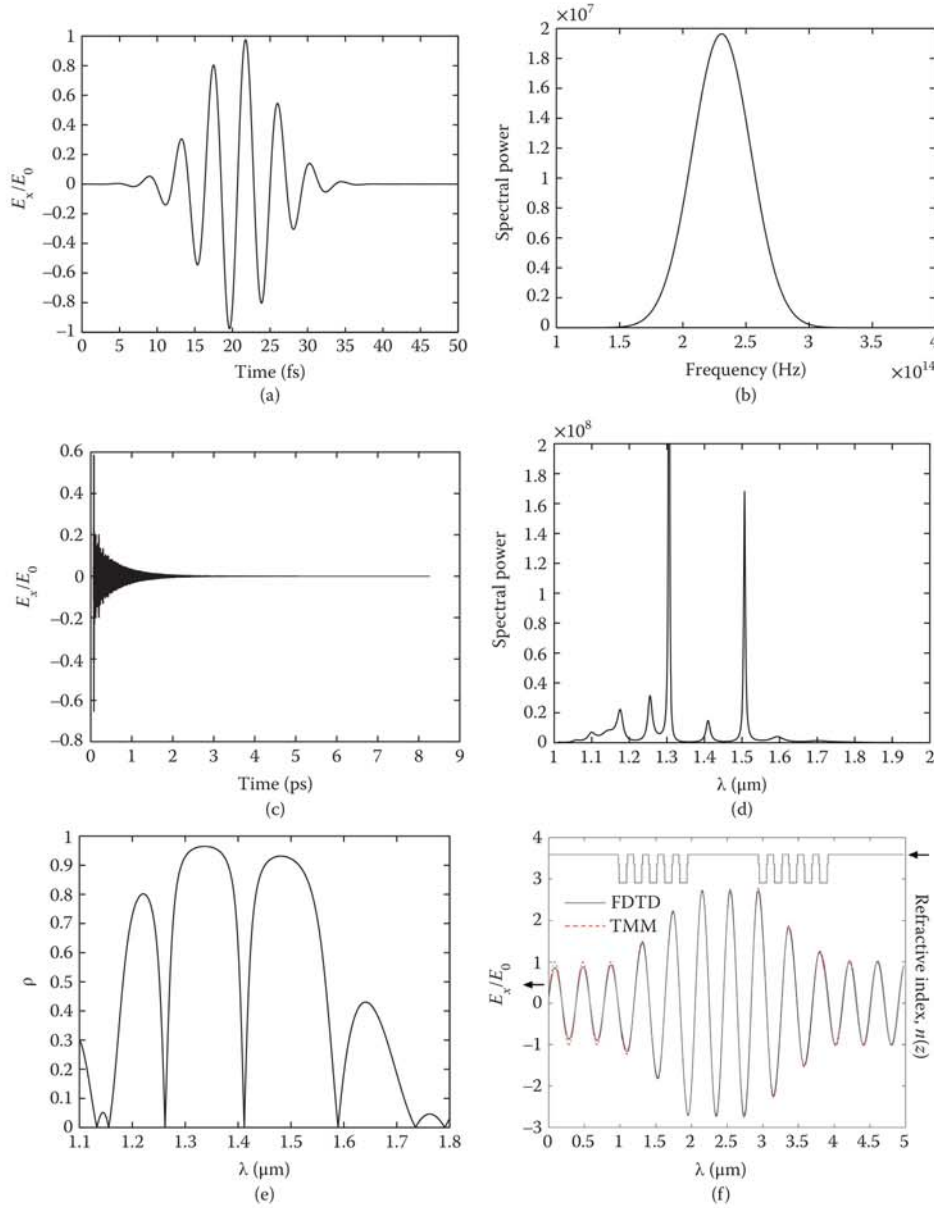 1
0.8
0.6
0.4
0.2
0
−0.2
−0.4
−0.6
−0.8
−1
E_x/E_0
0 5 10 15 20 25 30 35 40 45 50
Time (fs)
(a)
×10^7
2
1.8
1.6
1.4
1.2
1
0.8
0.6
0.4
0.2
0
Spectral power
1 1.5 2 2.5 3 3.5 4
Frequency (Hz) ×10^14
(b)
0.6
0.4
0.2
0
−0.2
−0.4
−0.6
−0.8
E_x/E_0
0 1 2 3 4 5 6 7 8 9
Time (ps)
(c)
×10^8
2
1.8
1.6
1.4
1.2
1
0.8
0.6
0.4
0.2
0
Spectral power
1 1.1 1.2 1.3 1.4 1.5 1.6 1.7 1.8 1.9 2
λ (μm)
(d)
1
0.9
0.8
0.7
0.6
0.5
0.4
0.3
0.2
0.1
0
ρ
1.1 1.2 1.3 1.4 1.5 1.6 1.7 1.8
λ (μm)
(e)
4
3
2
1
0
−1
−2
−3
E_x/E_0
FDTD
TMM
Refractive index, n(z)
0 0.5 1 1.5 2 2.5 3 3.5 4 4.5 5
λ (μm)
(f)